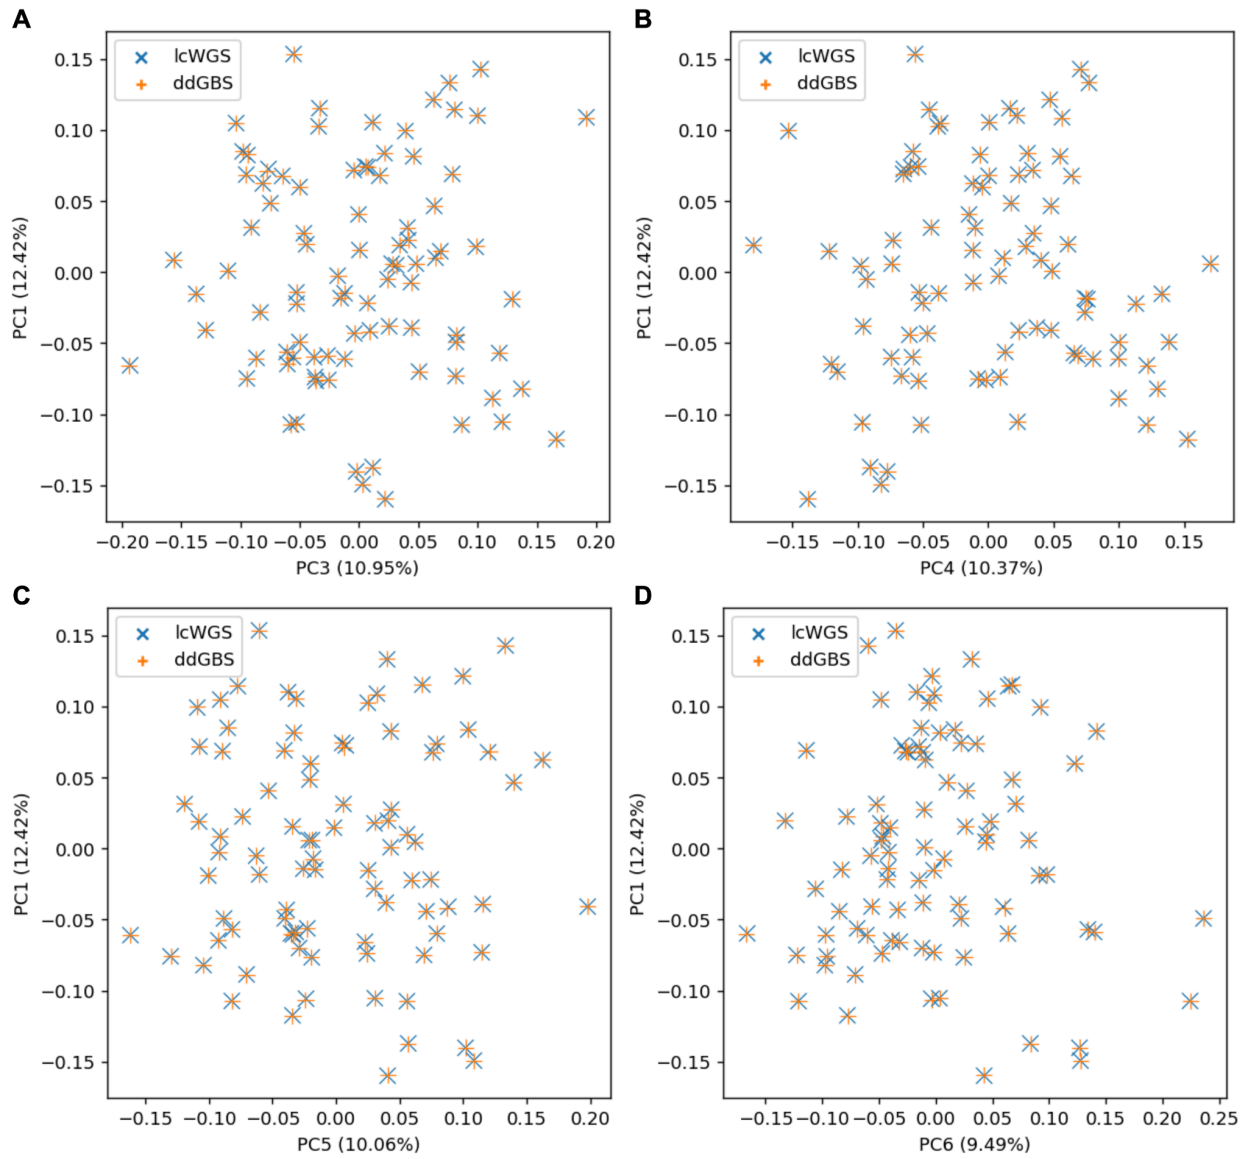 A
lcWGS
ddGBS
0.15
0.10
0.05
0.00
−0.05
−0.10
−0.15
PC1 (12.42%)
−0.20 −0.15 −0.10 −0.05 0.00 0.05 0.10 0.15 0.20
PC3 (10.95%)
B
lcWGS
ddGBS
0.15
0.10
0.05
0.00
−0.05
−0.10
−0.15
PC1 (12.42%)
−0.15 −0.10 −0.05 0.00 0.05 0.10 0.15
PC4 (10.37%)
C
lcWGS
ddGBS
0.15
0.10
0.05
0.00
−0.05
−0.10
−0.15
PC1 (12.42%)
−0.15 −0.10 −0.05 0.00 0.05 0.10 0.15 0.20
PC5 (10.06%)
D
lcWGS
ddGBS
0.15
0.10
0.05
0.00
−0.05
−0.10
−0.15
PC1 (12.42%)
−0.15 −0.10 −0.05 0.00 0.05 0.10 0.15 0.20 0.25
PC6 (9.49%)